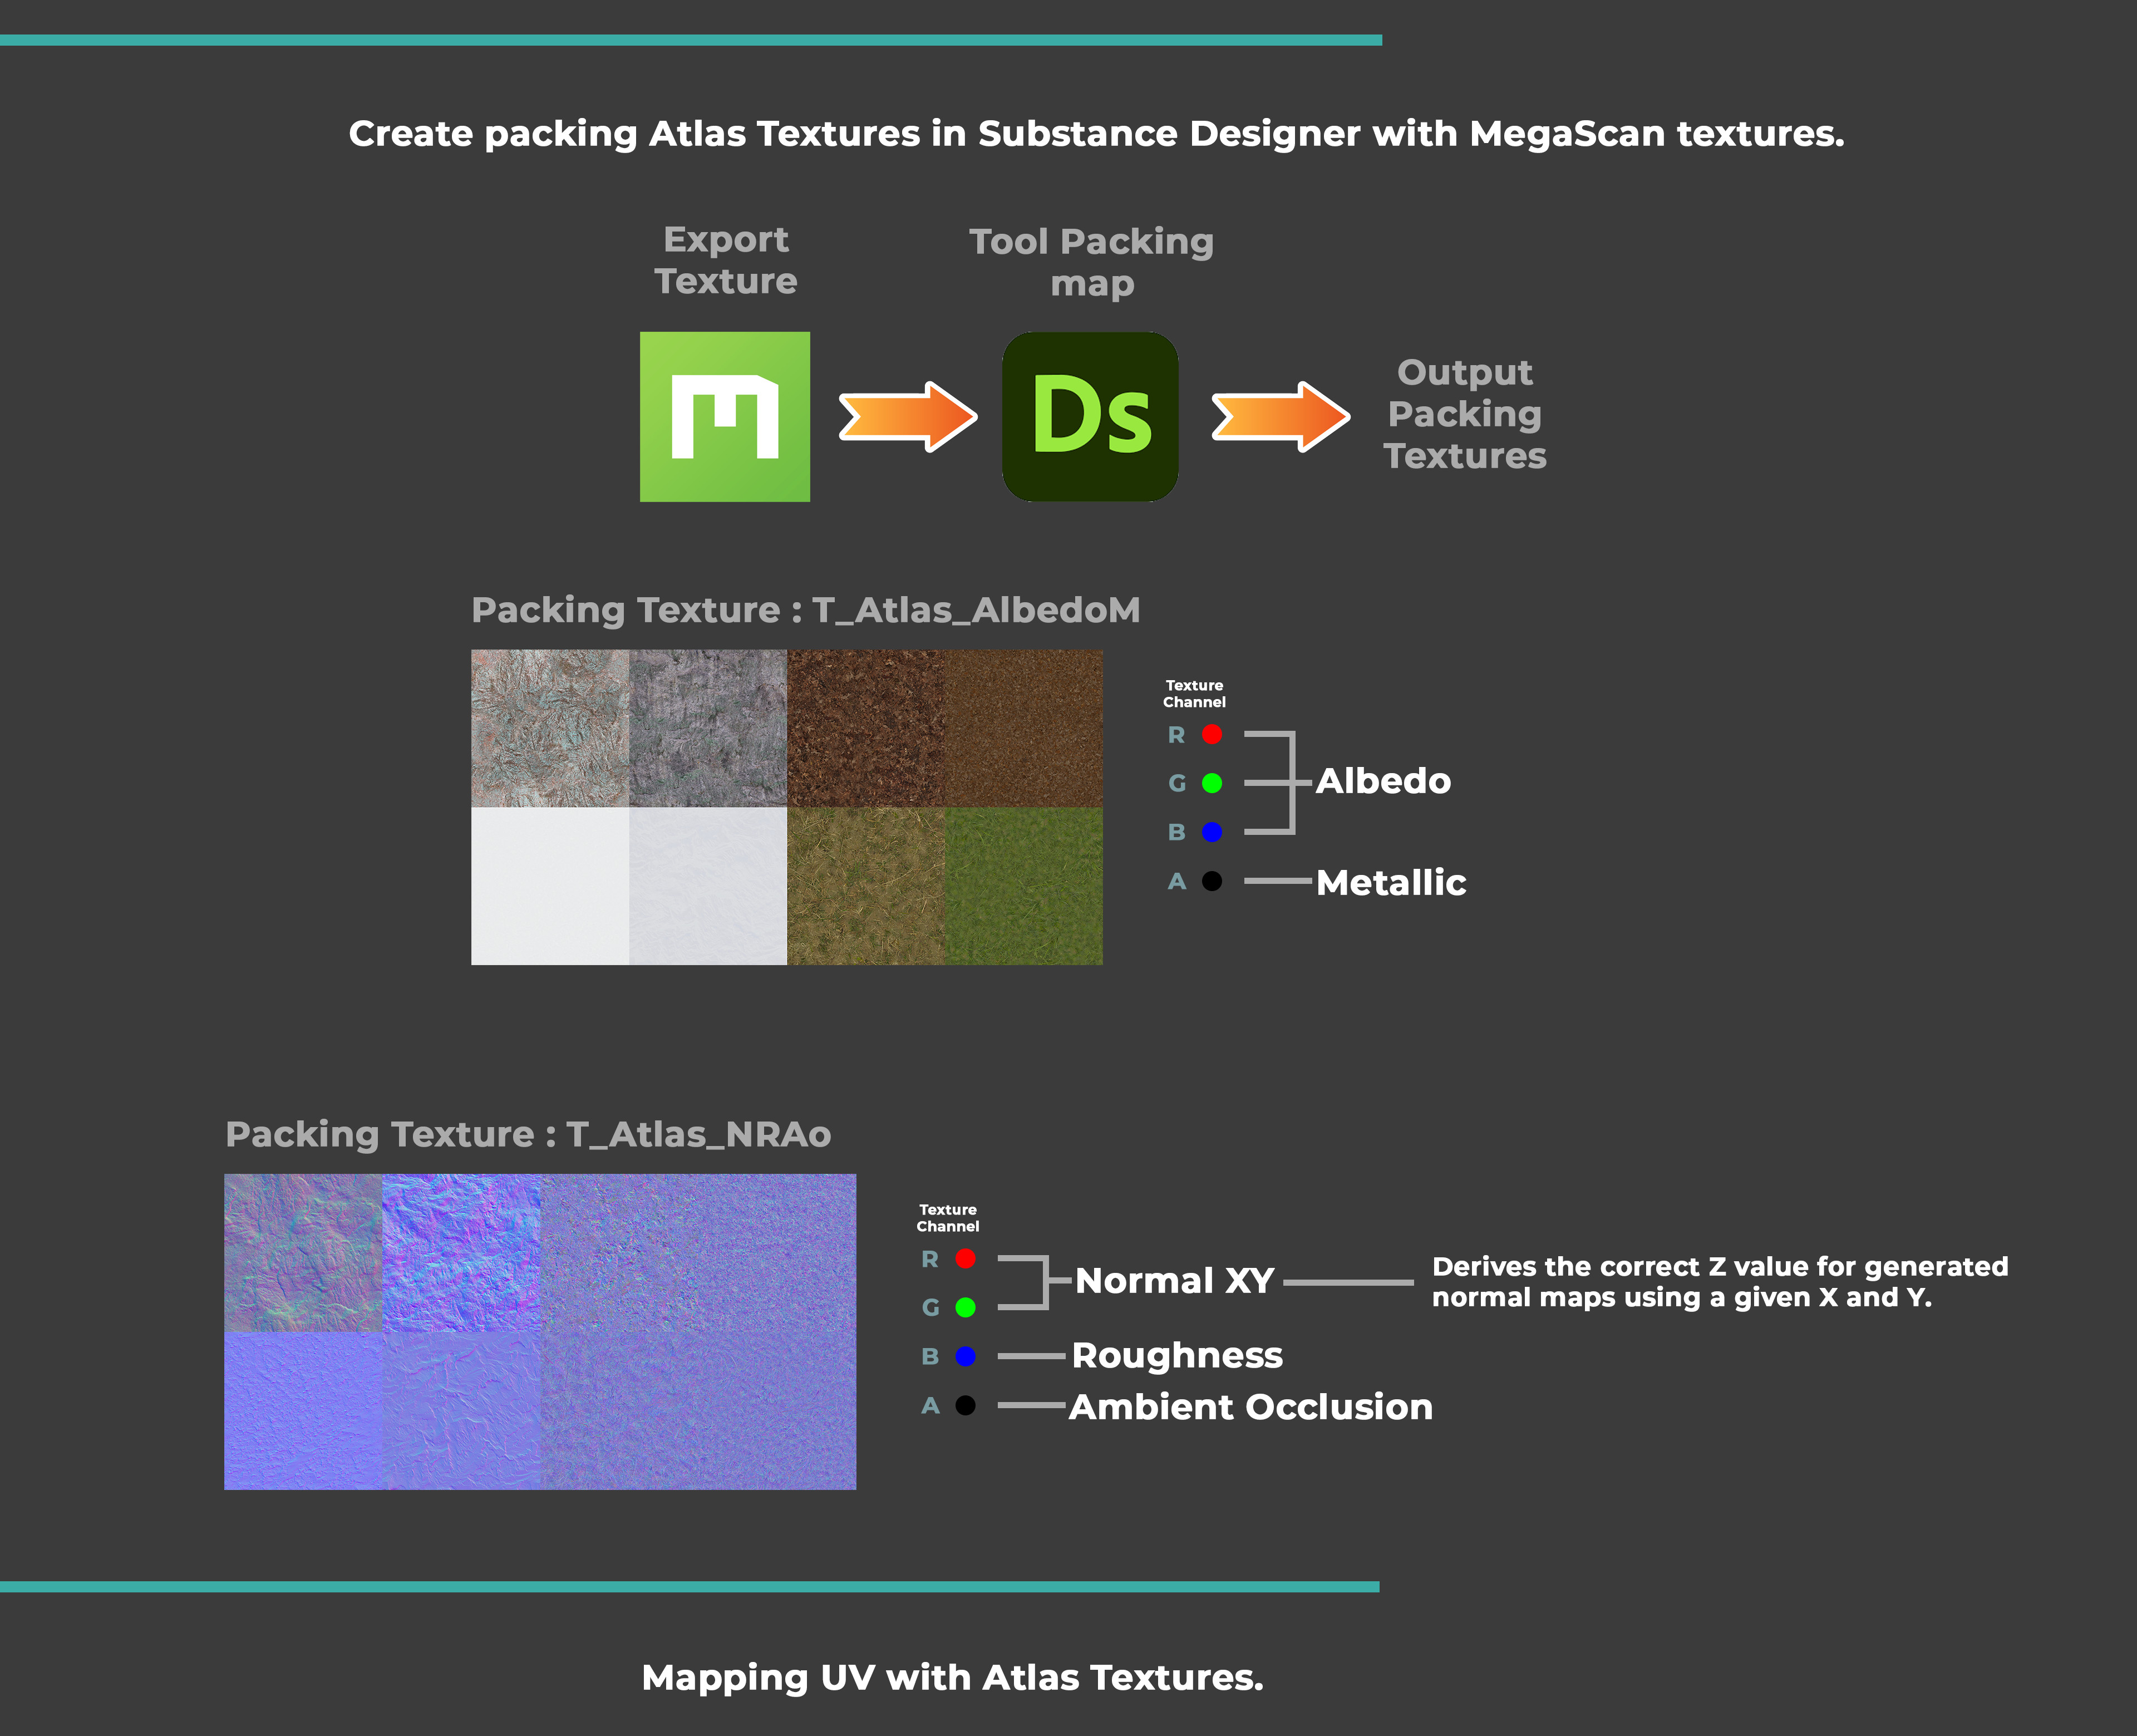 Create packing Atlas Textures in Substance Designer with MegaScan textures.
Export
Texture
Tool Packing
map
Ds
Output
Packing
Textures
Packing Texture : T_Atlas_AlbedoM
Texture
Channel
R
G
B
A
Albedo
Metallic
Packing Texture : T_Atlas_NRAo
Texture
Channel
R
G
B
A
Normal XY
Roughness
Ambient Occlusion
Derives the correct Z value for generated
normal maps using a given X and Y.
Mapping UV with Atlas Textures.